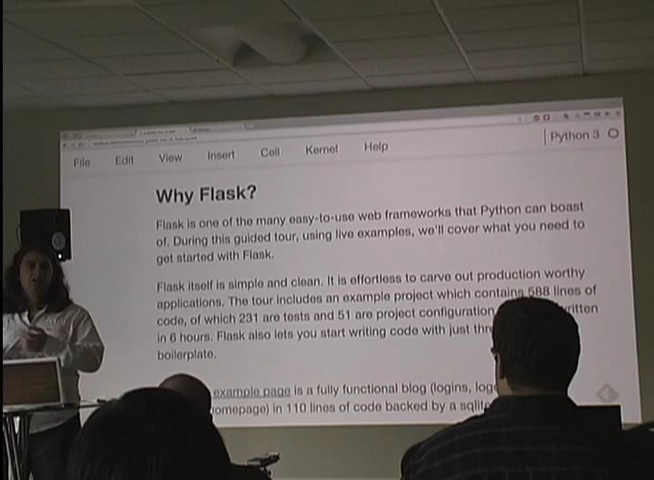 File Edit View Insert Cell Kernel Help Python 3
Why Flask?
Flask is one of the many easy-to-use web frameworks that Python can boast
of. During this guided tour, using live examples, we'll cover what you need to
get started with Flask.
Flask itself is simple and clean. It is effortless to carve out production worthy
applications. The tour includes an example project which contains 588 lines of
code, of which 231 are tests and 51 are project configuration
in 6 hours. Flask also lets you start writing code with just
boilerplate.
example page is a fully functional blog (logins,
homepage) in 110 lines of code backed by a